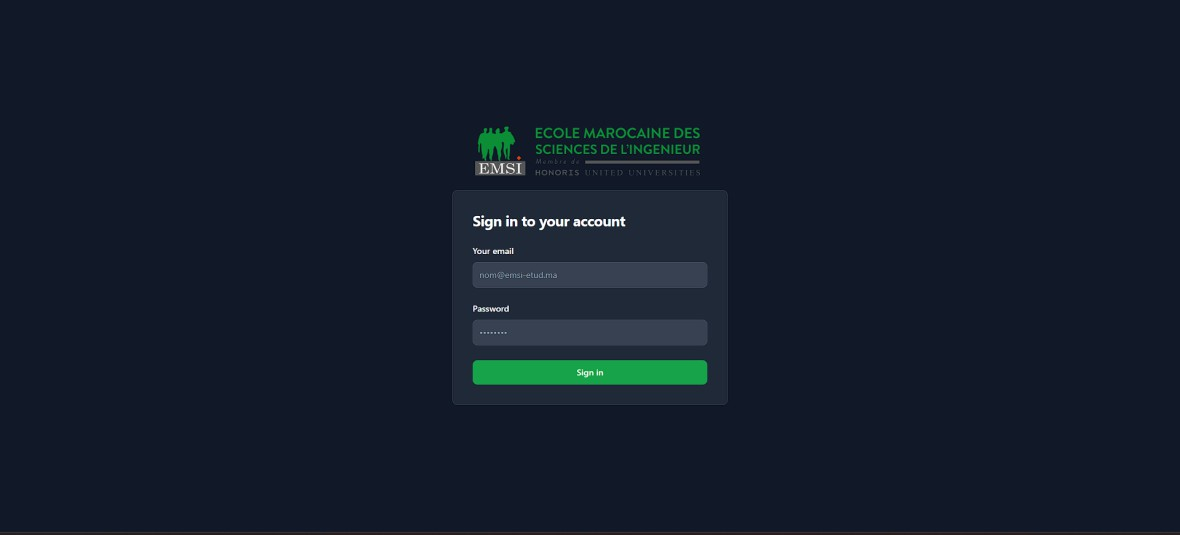 ECOLE MAROCAINE DES
SCIENCES DE L'INGENIEUR
Membre de
HONORIS UNITED UNIVERSITIES
EMSI
Sign in to your account
Your email
nom@emsi-etud.ma
Password
••••••••
Sign in